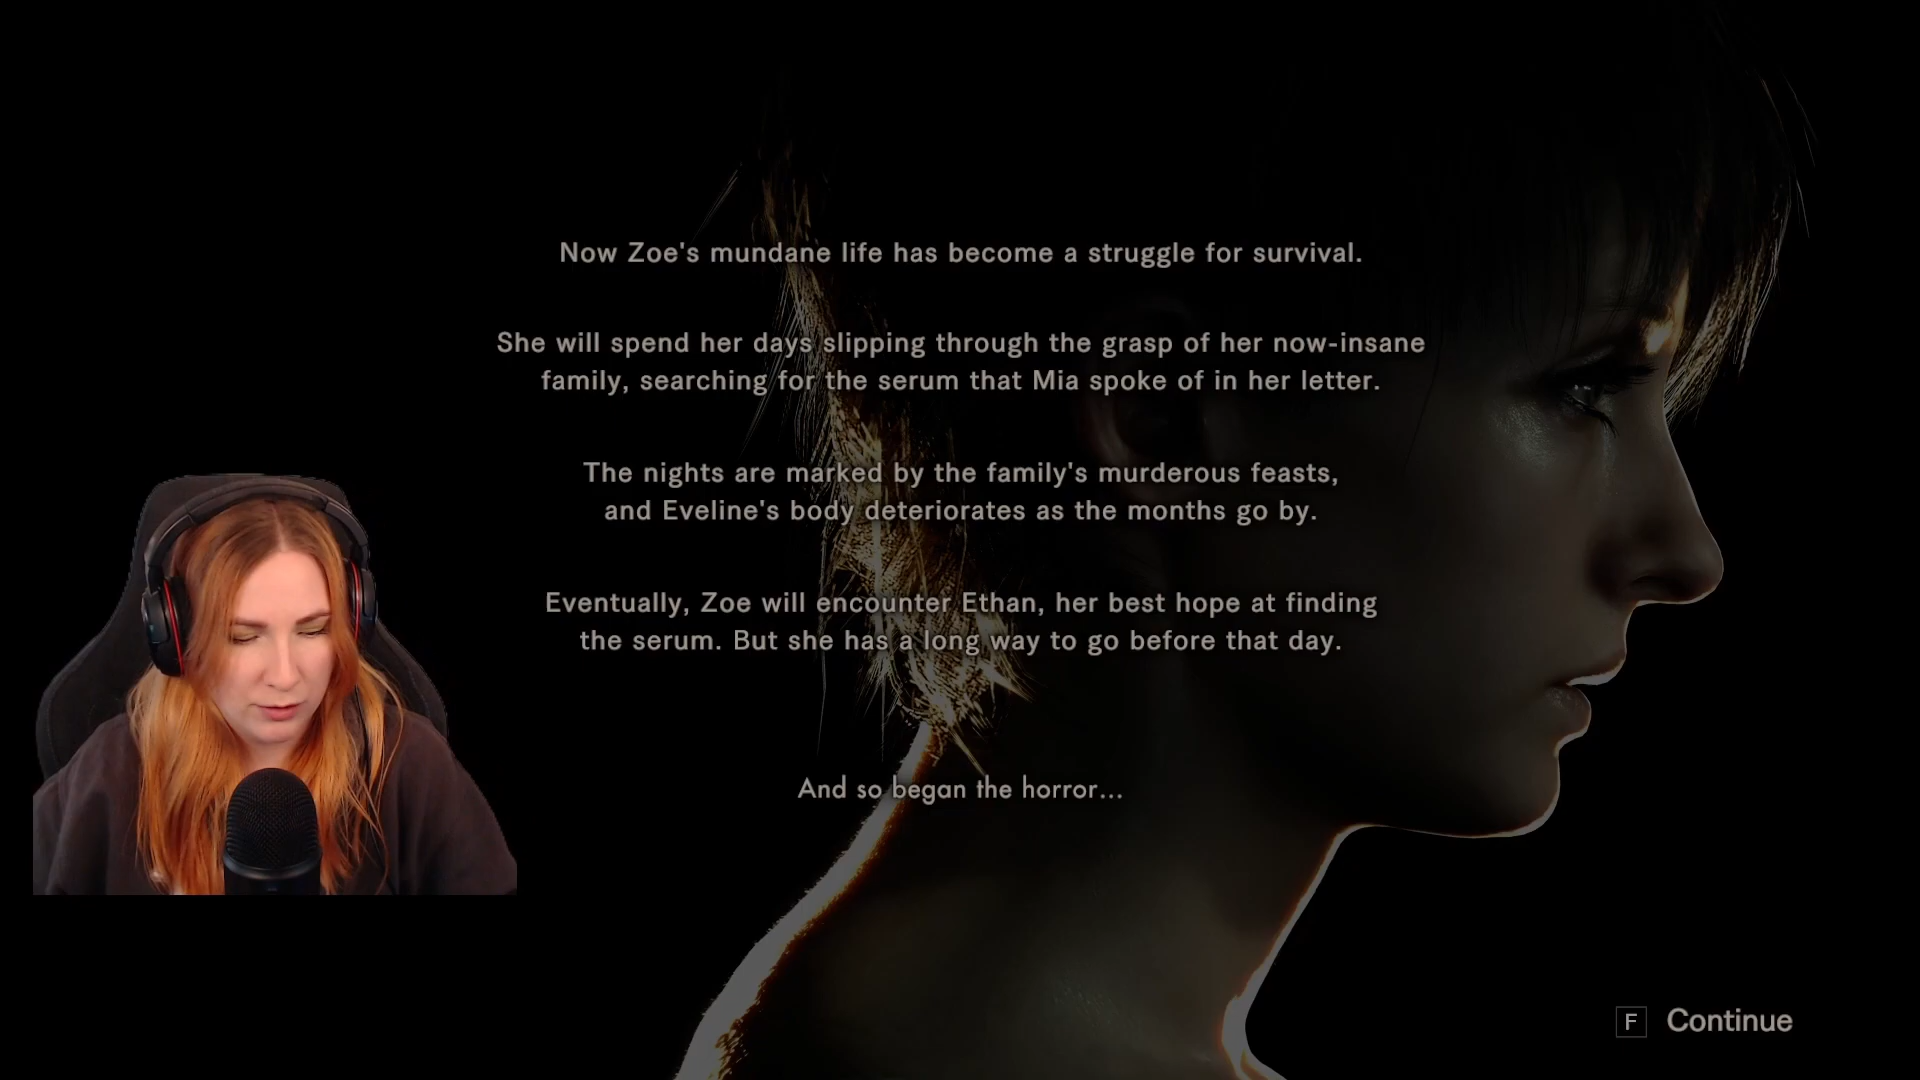 Now Zoe's mundane life has become a struggle for survival.
She will spend her days slipping through the grasp of her now-insane
family, searching for the serum that Mia spoke of in her letter.
The nights are marked by the family's murderous feasts,
and Eveline's body deteriorates as the months go by.
Eventually, Zoe will encounter Ethan, her best hope at finding
the serum. But she has a long way to go before that day.
And so began the horror...
F Continue